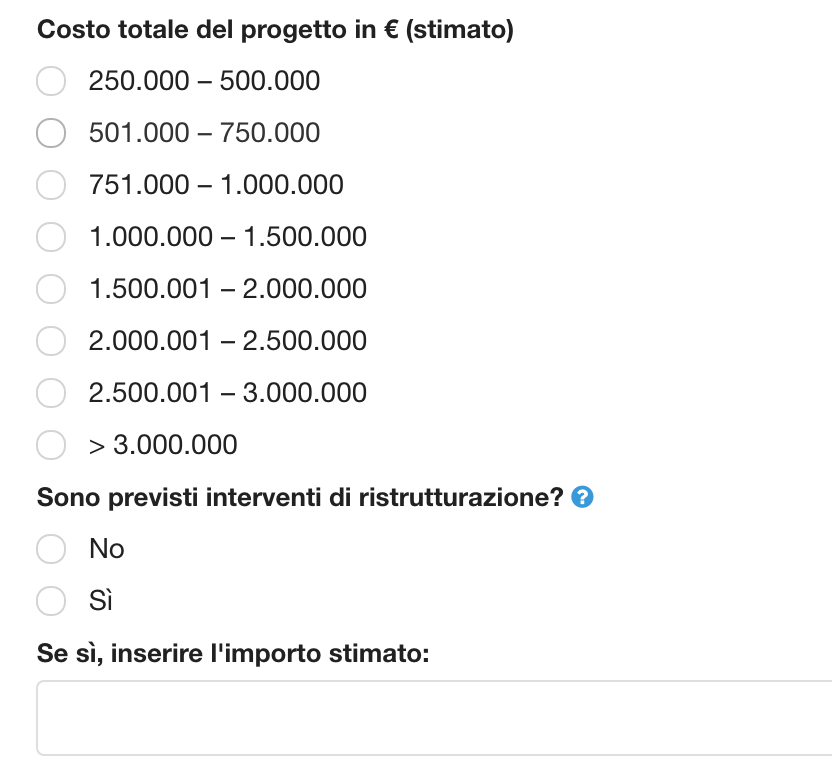 Costo totale del progetto in € (stimato)
250.000 – 500.000
501.000 – 750.000
751.000 – 1.000.000
1.000.000 – 1.500.000
1.500.001 – 2.000.000
2.000.001 – 2.500.000
2.500.001 – 3.000.000
> 3.000.000
Sono previsti interventi di ristrutturazione? ?
No
Sì
Se sì, inserire l'importo stimato: